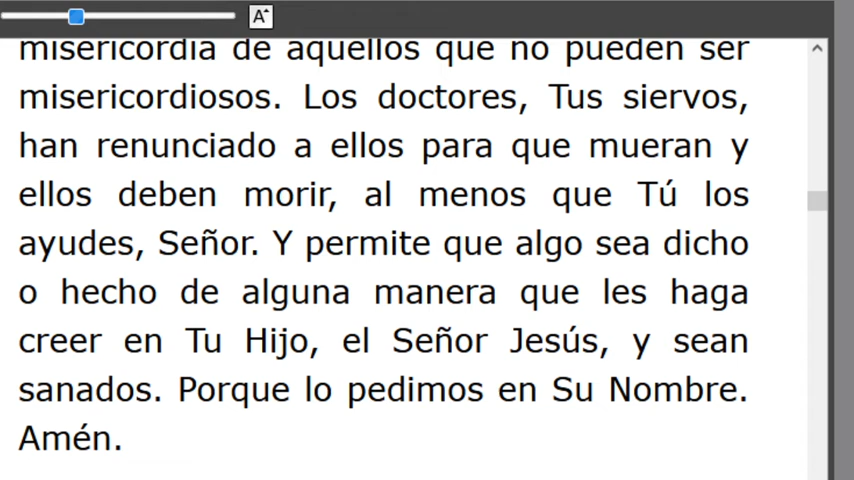 A
misericordia de aquellos que no pueden ser
misericordiosos. Los doctores, Tus siervos,
han renunciado a ellos para que mueran y
ellos deben morir, al menos que Tú los
ayudes, Señor. Y permite que algo sea dicho
o hecho de alguna manera que les haga
creer en Tu Hijo, el Señor Jesús, y sean
sanados. Porque lo pedimos en Su Nombre.
Amén.